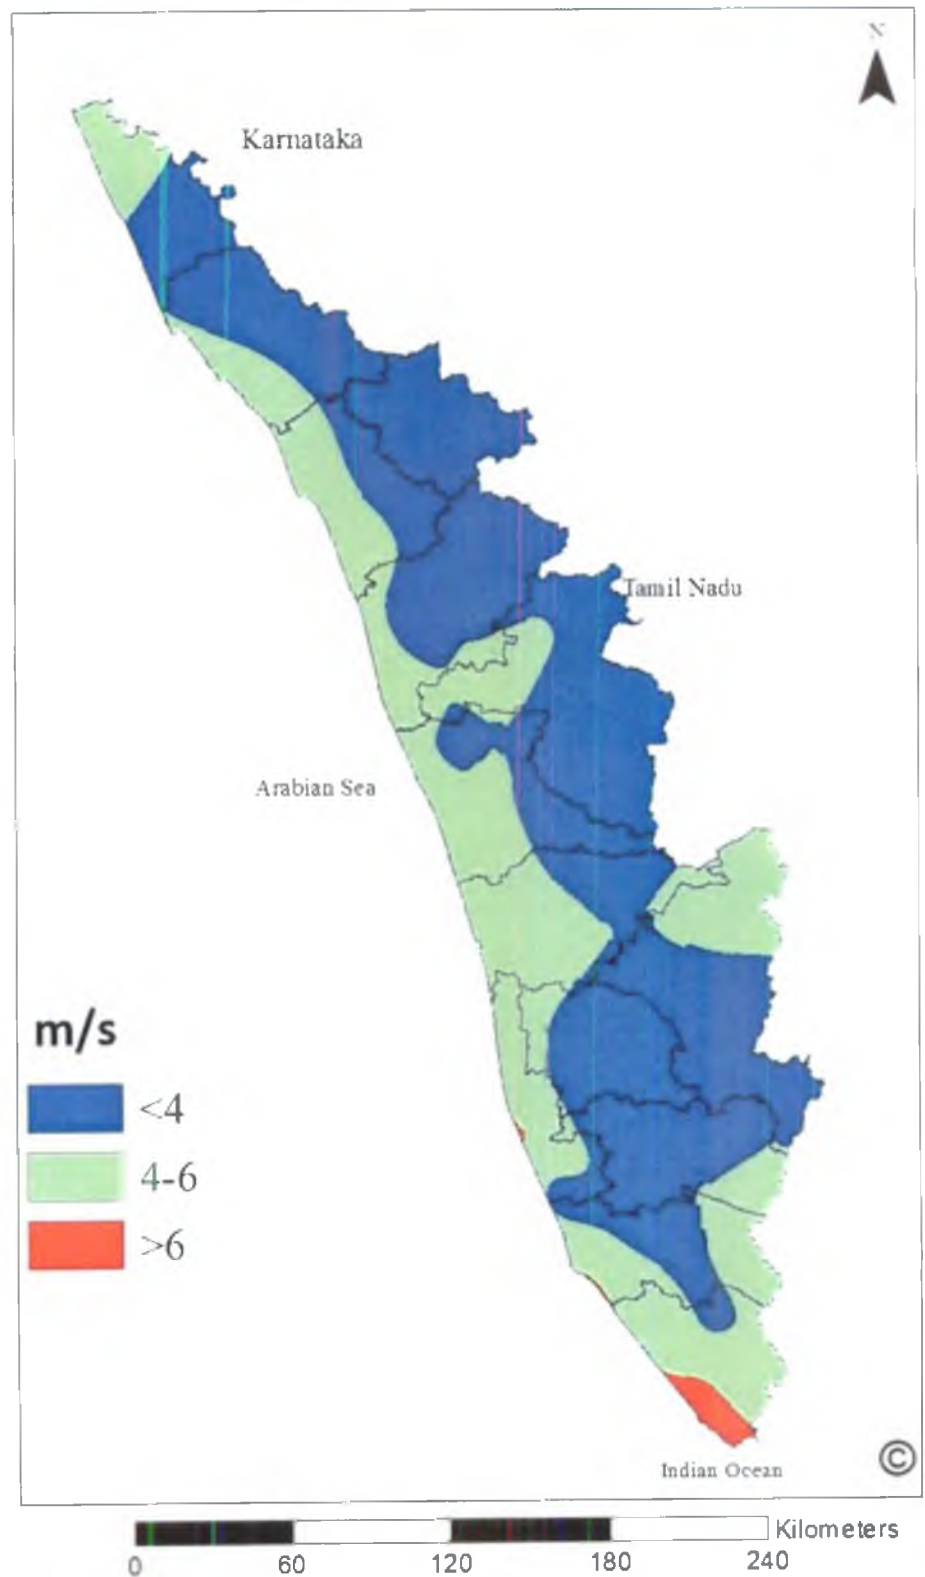 N
Karnataka
Tamil Nadu
Arabian Sea
m/s
<4
4-6
>6
Indian Ocean
©
Kilometers
0 60 120 180 240